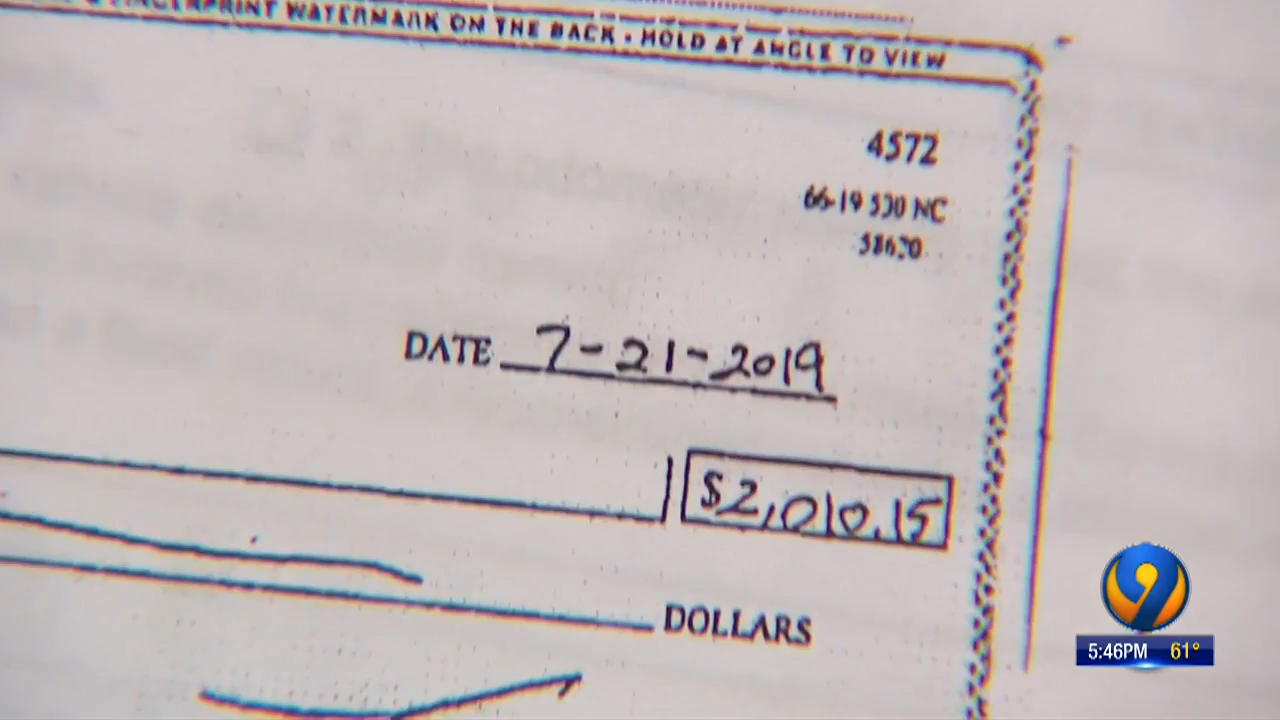 FINGERPRINT WATERMARK ON THE BACK - HOLD AT ANGLE TO VIEW
4572
66-19 530 NC
DATE 7-21-2019
$2,010.15
DOLLARS
9
5:46PM 61°